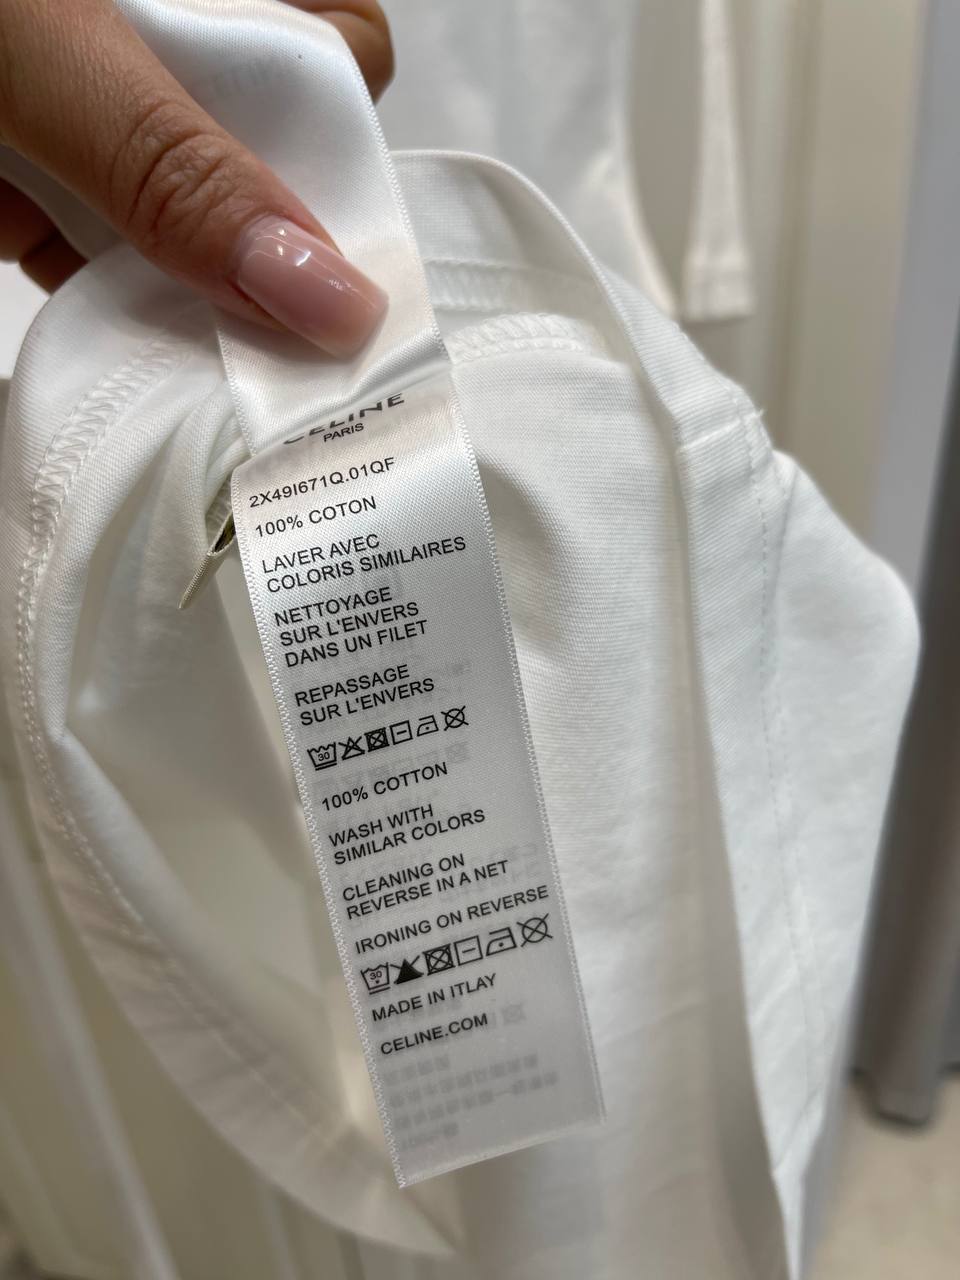 CELINE
PARIS
2X49I671Q.01QF
100% COTON
LAVER AVEC
COLORIS SIMILAIRES
NETTOYAGE
SUR L'ENVERS
DANS UN FILET
REPASSAGE
SUR L'ENVERS
30
100% COTTON
WASH WITH
SIMILAR COLORS
CLEANING ON
REVERSE IN A NET
IRONING ON REVERSE
30
MADE IN ITLAY
CELINE.COM